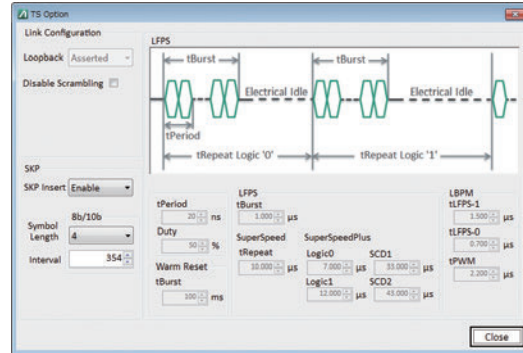 TS Option
Link Configuration
Loopback Asserted
Disable Scrambling
SKP
SKP Insert Enable
8b/10b
Symbol Length 4
Interval 354
LFPS
tBurst
tBurst
Electrical Idle
Electrical Idle
tPeriod
tRepeat Logic '0'
tRepeat Logic '1'
tPeriod
20 ns
Duty
50 %
Warm Reset
tBurst
100 ms
LFPS
tBurst
1.000 µs
SuperSpeed
tRepeat
10.000 µs
SuperSpeedPlus
Logic0
7.000 µs
SCD1
33.000 µs
Logic1
12.000 µs
SCD2
43.000 µs
LBPM
tLFPS-1
1.500 µs
tLFPS-0
0.700 µs
tPWM
2.200 µs
Close